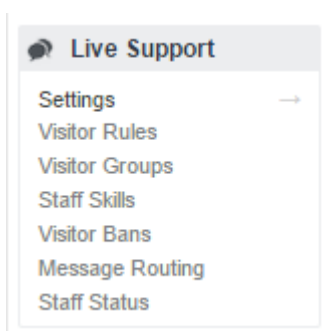 Live Support
Settings →
Visitor Rules
Visitor Groups
Staff Skills
Visitor Bans
Message Routing
Staff Status